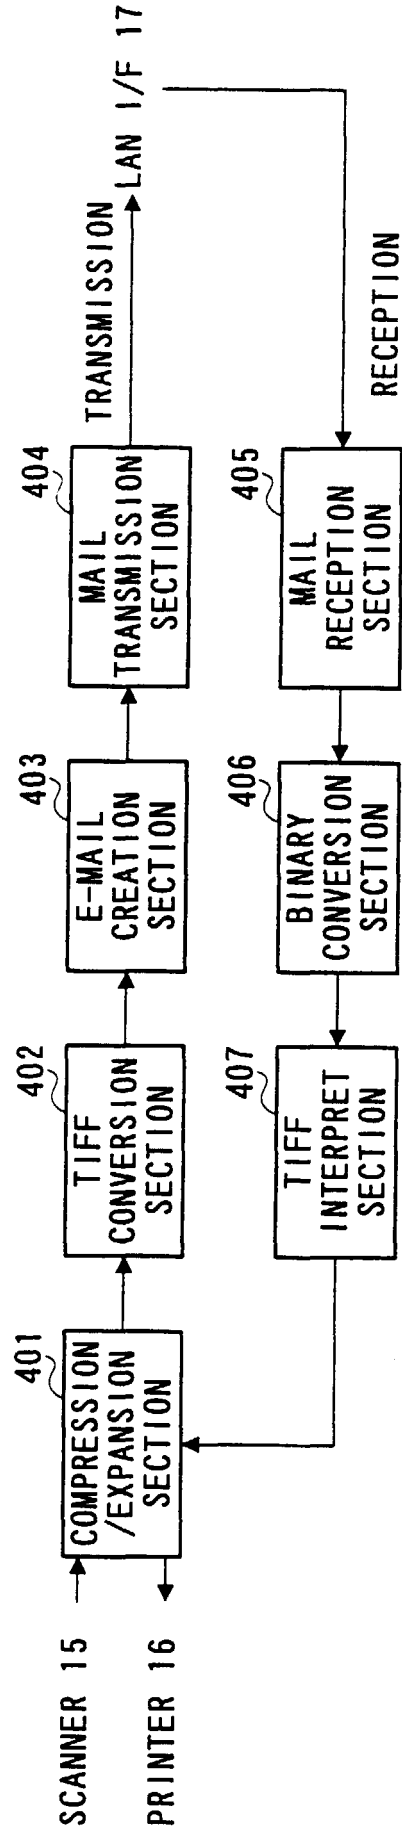 SCANNER 15
PRINTER 16
401
COMPRESSION
/EXPANSION
SECTION
402
TIFF
CONVERSION
SECTION
403
E-MAIL
CREATION
SECTION
404
MAIL
TRANSMISSION
SECTION
TRANSMISSION
LAN I/F 17
RECEPTION
405
MAIL
RECEPTION
SECTION
406
BINARY
CONVERSION
SECTION
407
TIFF
INTERPRET
SECTION